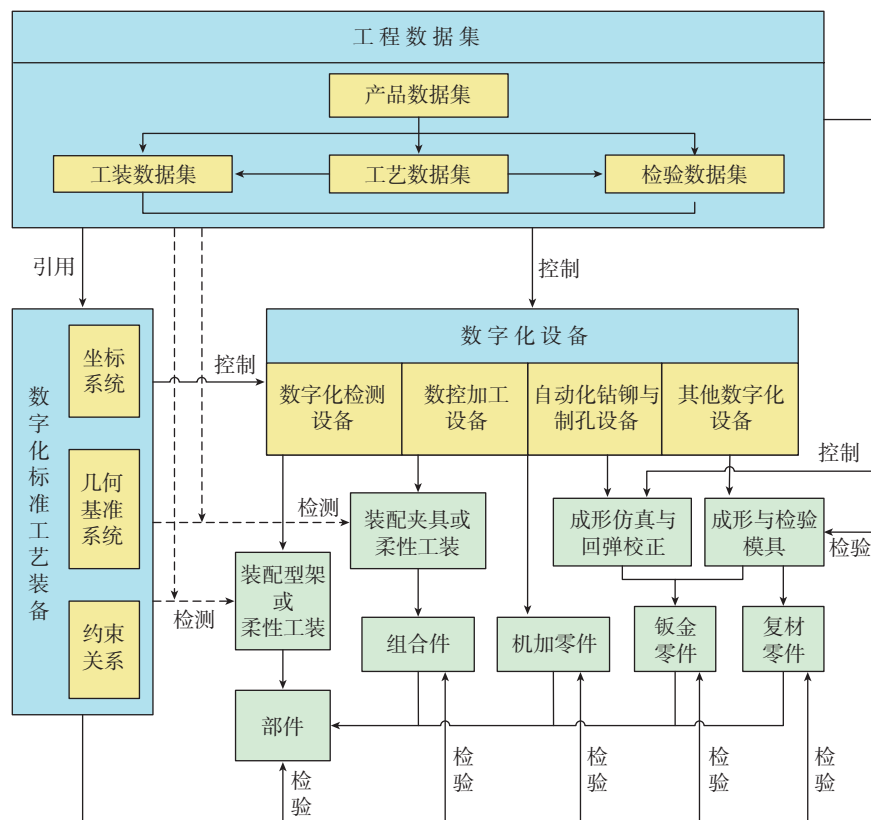 工程数据集
产品数据集
工装数据集
工艺数据集
检验数据集
引用
控制
数字化标准工艺装备
坐标
系统
几何
基准
系统
约束
关系
控制
数字化设备
数字化检测
设备
数控加工
设备
自动化钻铆与
制孔设备
其他数字化
设备
控制
检测
装配夹具或
柔性工装
成形仿真与
回弹校正
成形与检验
模具
检验
检测
装配型架
或
柔性工装
组合件
机加零件
钣金
零件
复材
零件
部件
检
验
检
验
检
验
检
验
检
验